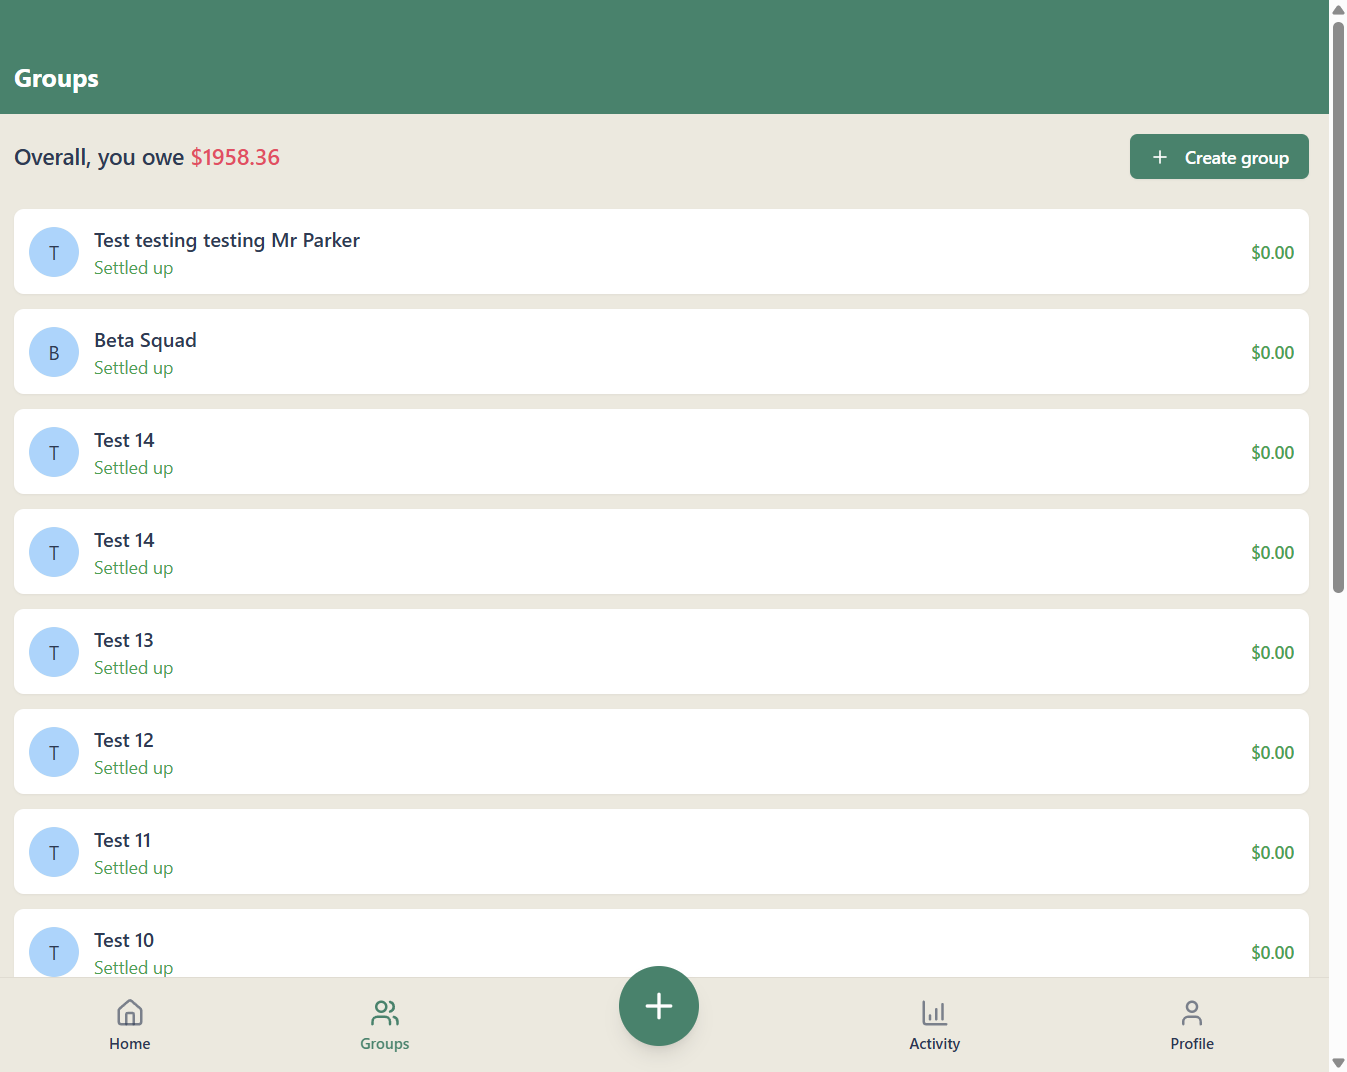 Groups
Overall, you owe $1958.36
Create group
T
Test testing testing Mr Parker
Settled up
$0.00
B
Beta Squad
Settled up
$0.00
T
Test 14
Settled up
$0.00
T
Test 14
Settled up
$0.00
T
Test 13
Settled up
$0.00
T
Test 12
Settled up
$0.00
T
Test 11
Settled up
$0.00
T
Test 10
Settled up
$0.00
Home
Groups
Activity
Profile